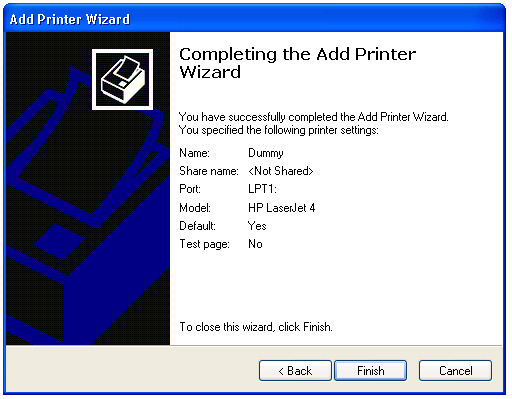 Add Printer Wizard
Completing the Add Printer
Wizard
You have successfully completed the Add Printer Wizard.
You specified the following printer settings:
Name: Dummy
Share name: <Not Shared>
Port: LPT1:
Model: HP LaserJet 4
Default: Yes
Test page: No
To close this wizard, click Finish.
< Back Finish Cancel